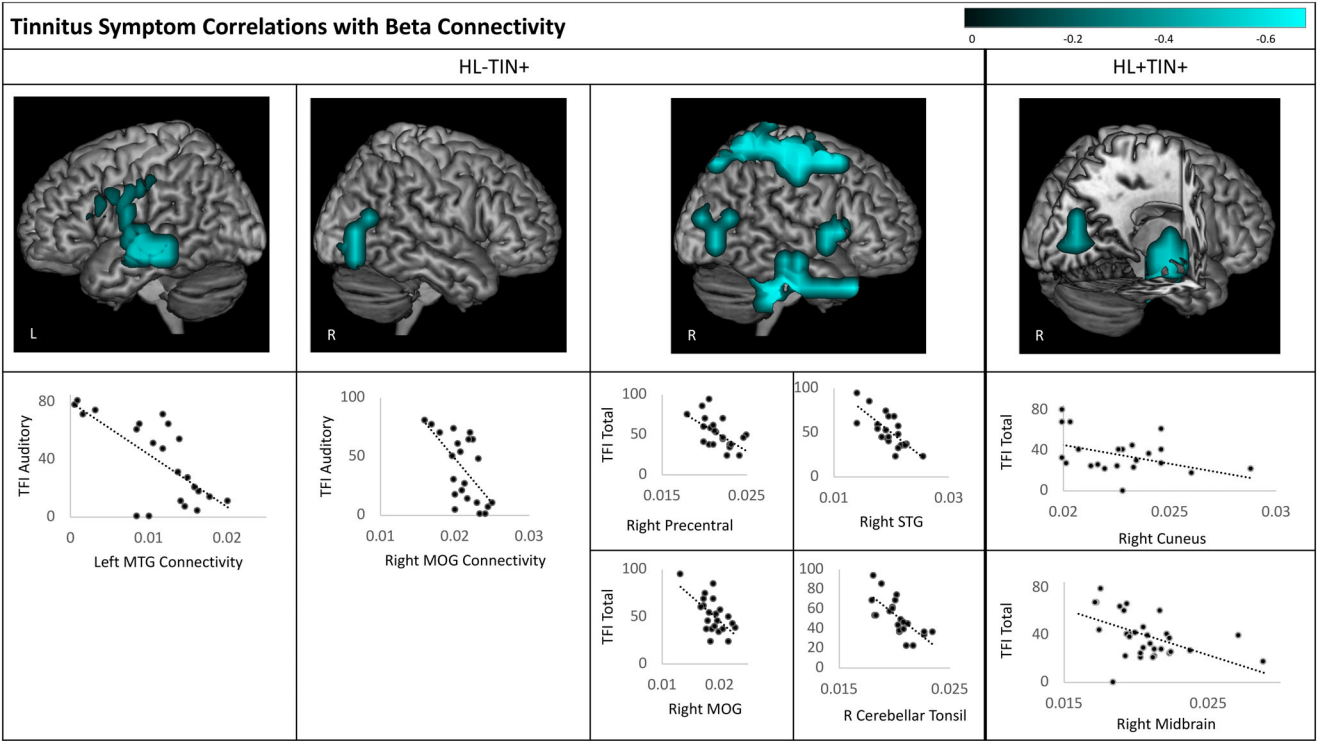 Tinnitus Symptom Correlations with Beta Connectivity
0 -0.2 -0.4 -0.6
HL-TIN+
HL+TIN+
L
R
R
R
TFI Auditory
80
40
0
0 0.01 0.02
Left MTG Connectivity
TFI Auditory
100
50
0
0.01 0.02 0.03
Right MOG Connectivity
TFI Total
100
50
0
0.015 0.025
Right Precentral
TFI Total
100
50
0
0.01 0.03
Right STG
TFI Total
80
40
0
0.02 0.025 0.03
Right Cuneus
TFI Total
100
50
0
0.01 0.02
Right MOG
TFI Total
100
80
60
40
20
0
0.015 0.025
R Cerebellar Tonsil
TFI Total
80
40
0
0.015 0.025
Right Midbrain